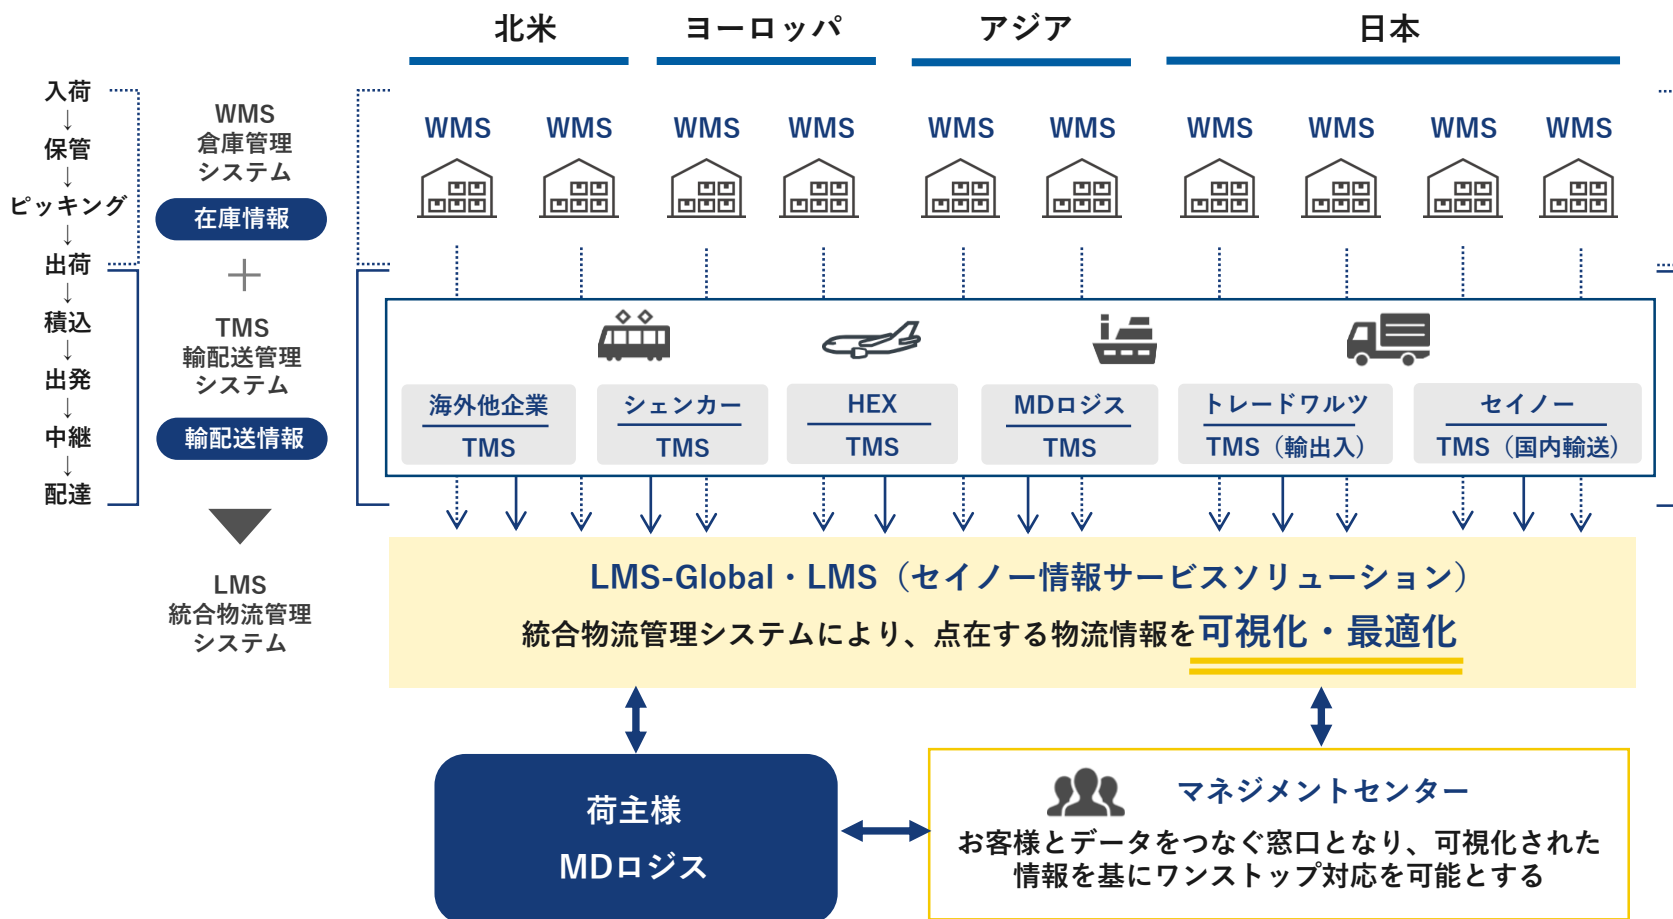 北米
ヨーロッパ
アジア
日本
入荷
↓
保管
↓
ピッキング
↓
出荷
↓
積込
↓
出発
↓
中継
↓
配達
WMS
倉庫管理
システム
在庫情報
+
TMS
輸配送管理
システム
輸配送情報
LMS
統合物流管理
システム
WMS
WMS
WMS
WMS
WMS
WMS
WMS
WMS
WMS
WMS
海外他企業
TMS
シェンカー
TMS
HEX
TMS
MDロジス
TMS
トレードワルツ
TMS（輸出入）
セイノー
TMS（国内輸送）
LMS-Global・LMS（セイノー情報サービスソリューション）
統合物流管理システムにより、点在する物流情報を可視化・最適化
荷主様
MDロジス
マネジメントセンター
お客様とデータをつなぐ窓口となり、可視化された
情報を基にワンストップ対応を可能とする